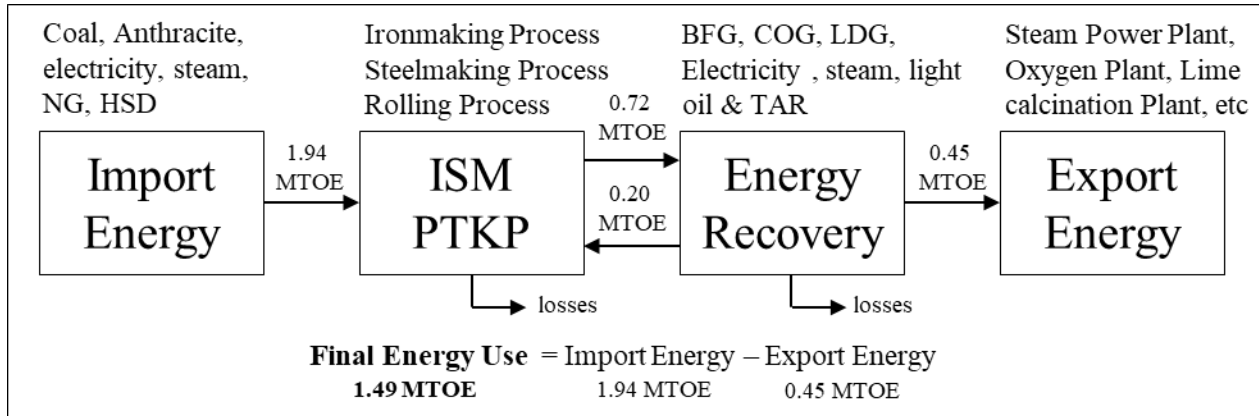 Coal, Anthracite,
electricity, steam,
NG, HSD
Import
Energy
1.94
MTOE
Ironmaking Process
Steelmaking Process
Rolling Process
ISM
PTKP
losses
0.72
MTOE
0.20
MTOE
BFG, COG, LDG,
Electricity , steam, light
oil & TAR
Energy
Recovery
losses
0.45
MTOE
Steam Power Plant,
Oxygen Plant, Lime
calcination Plant, etc
Export
Energy
Final Energy Use = Import Energy – Export Energy
1.49 MTOE 1.94 MTOE 0.45 MTOE